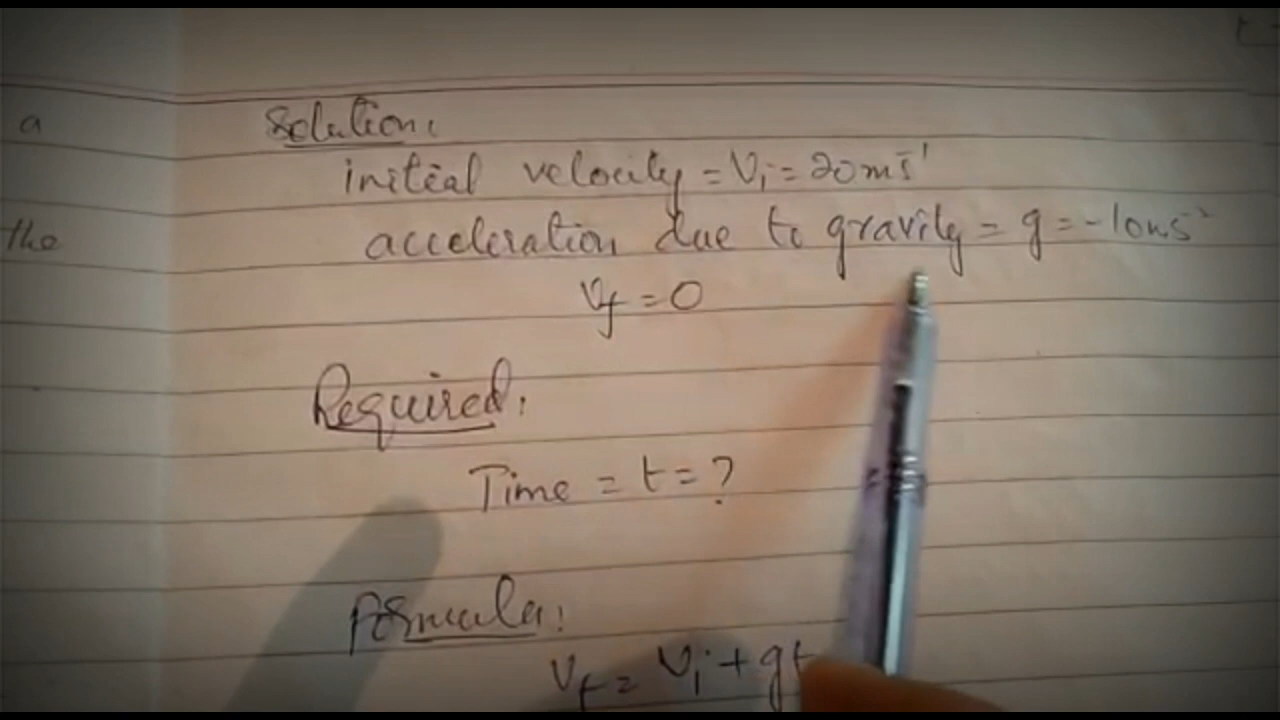 a
Solution:
initial velocity = Vi = 20ms⁻¹
the
acceleration due to gravity = g = -10ms⁻²
Vf = 0
Required:
Time = t = ?
Formula:
Vf = Vi + gt